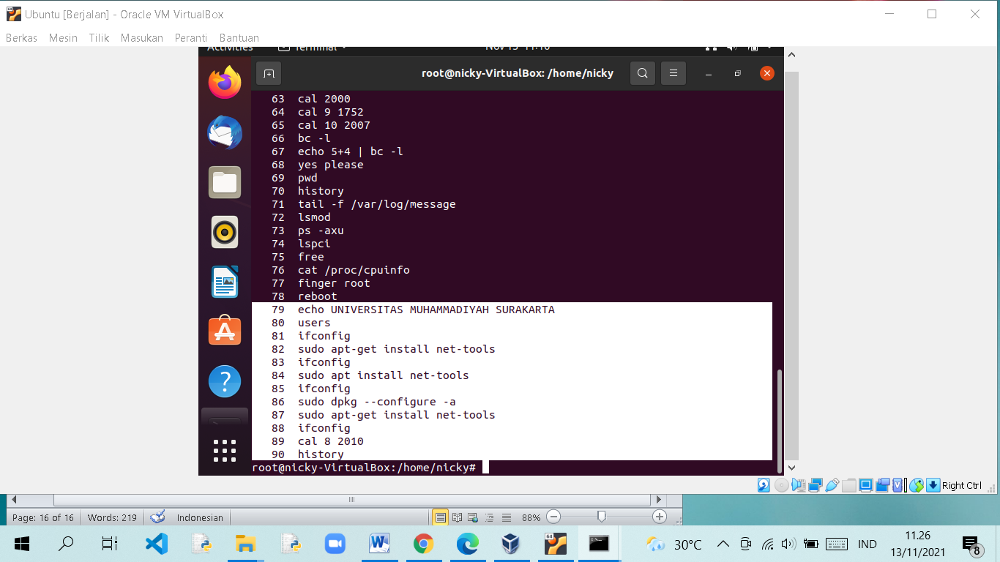 Ubuntu [Berjalan] - Oracle VM VirtualBox
Berkas Mesin Tilik Masukan Peranti Bantuan
Activities Terminal Nov 13 11:16
root@nicky-VirtualBox: /home/nicky
63 cal 2000
64 cal 9 1752
65 cal 10 2007
66 bc -l
67 echo 5+4 | bc -l
68 yes please
69 pwd
70 history
71 tail -f /var/log/message
72 lsmod
73 ps -axu
74 lspci
75 free
76 cat /proc/cpuinfo
77 finger root
78 reboot
79 echo UNIVERSITAS MUHAMMADIYAH SURAKARTA
80 users
81 ifconfig
82 sudo apt-get install net-tools
83 ifconfig
84 sudo apt install net-tools
85 ifconfig
86 sudo dpkg --configure -a
87 sudo apt-get install net-tools
88 ifconfig
89 cal 8 2010
90 history
root@nicky-VirtualBox:/home/nicky#
Right Ctrl
Page: 16 of 16 Words: 219 Indonesian 88%
30°C IND 11.26
13/11/2021 8